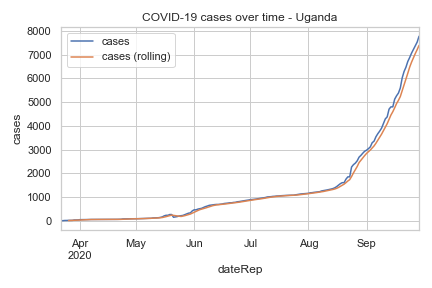 COVID-19 cases over time - Uganda
cases
cases (rolling)
8000
7000
6000
5000
4000
3000
2000
1000
0
cases
Apr
2020
May
Jun
Jul
Aug
Sep
dateRep